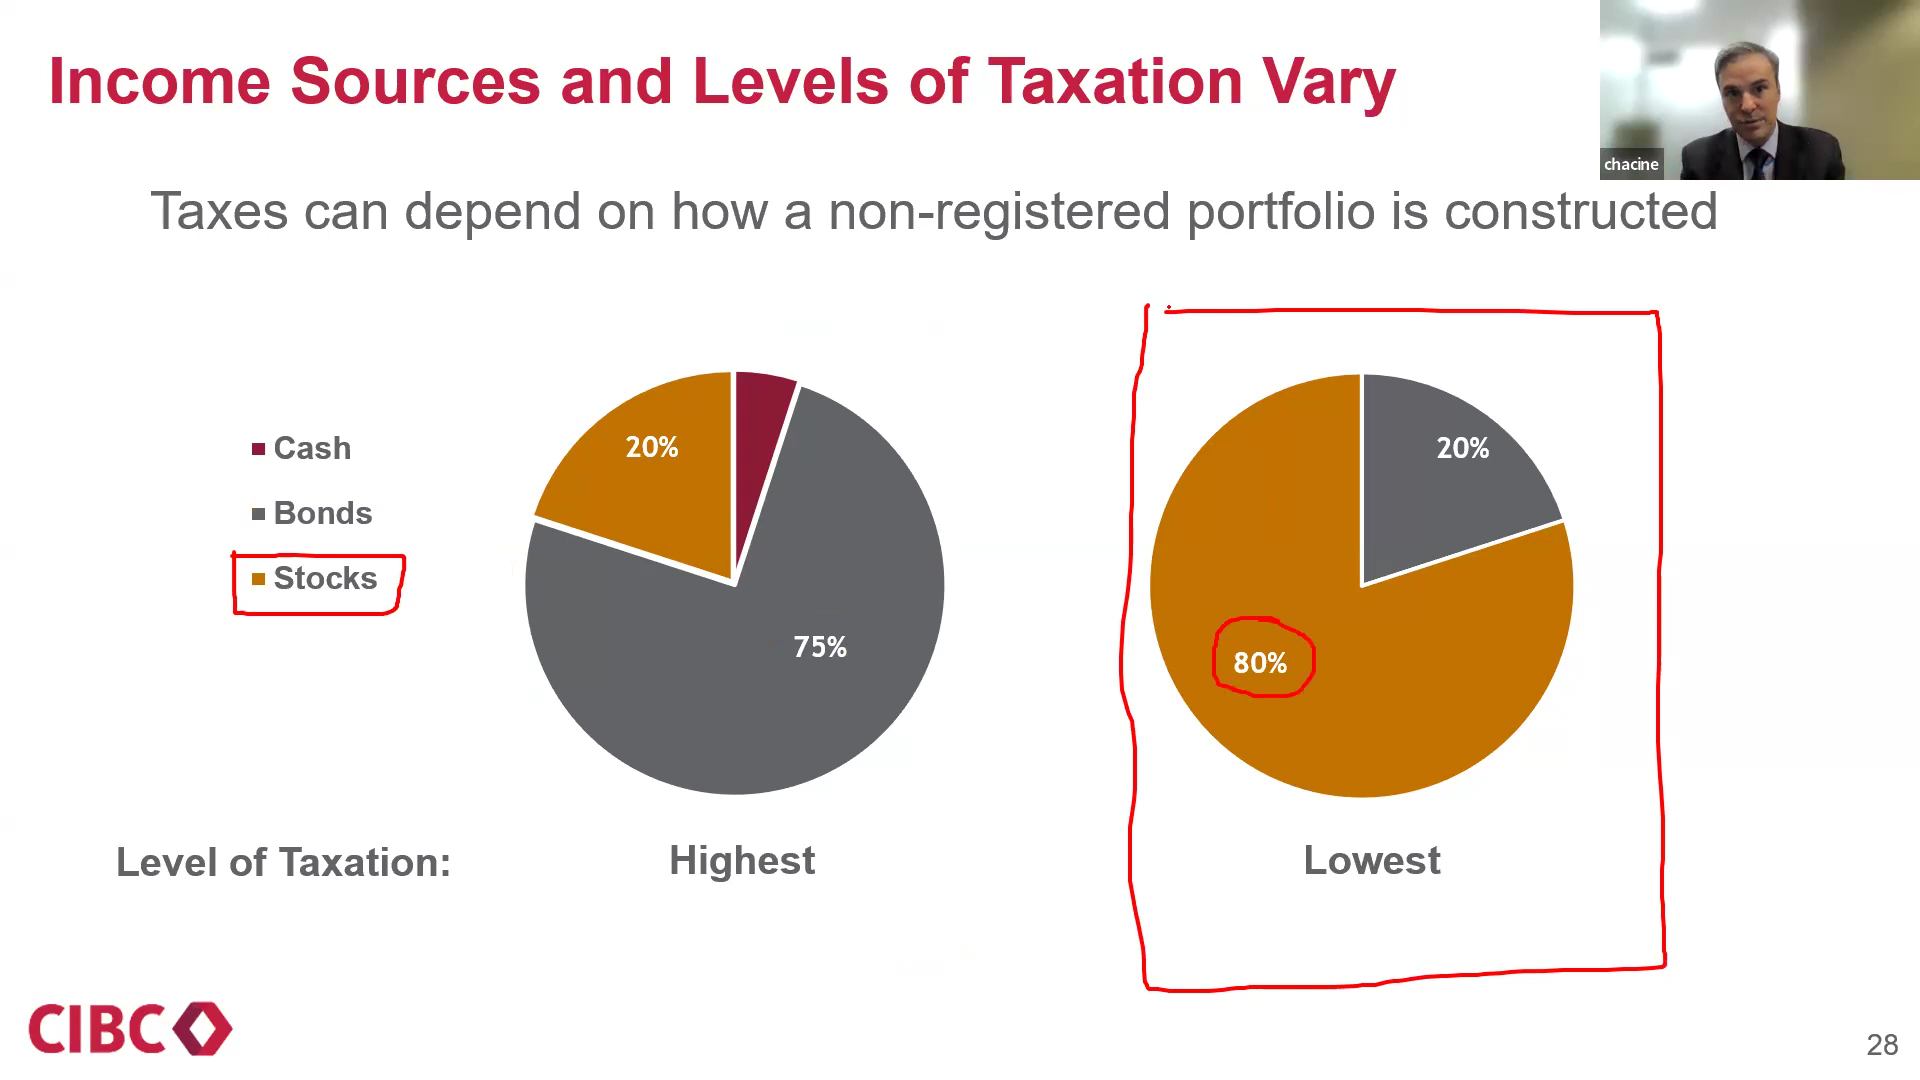 Income Sources and Levels of Taxation Vary
chacine
Taxes can depend on how a non-registered portfolio is constructed
Cash
Bonds
Stocks
20%
75%
20%
80%
Level of Taxation:
Highest
Lowest
CIBC
28